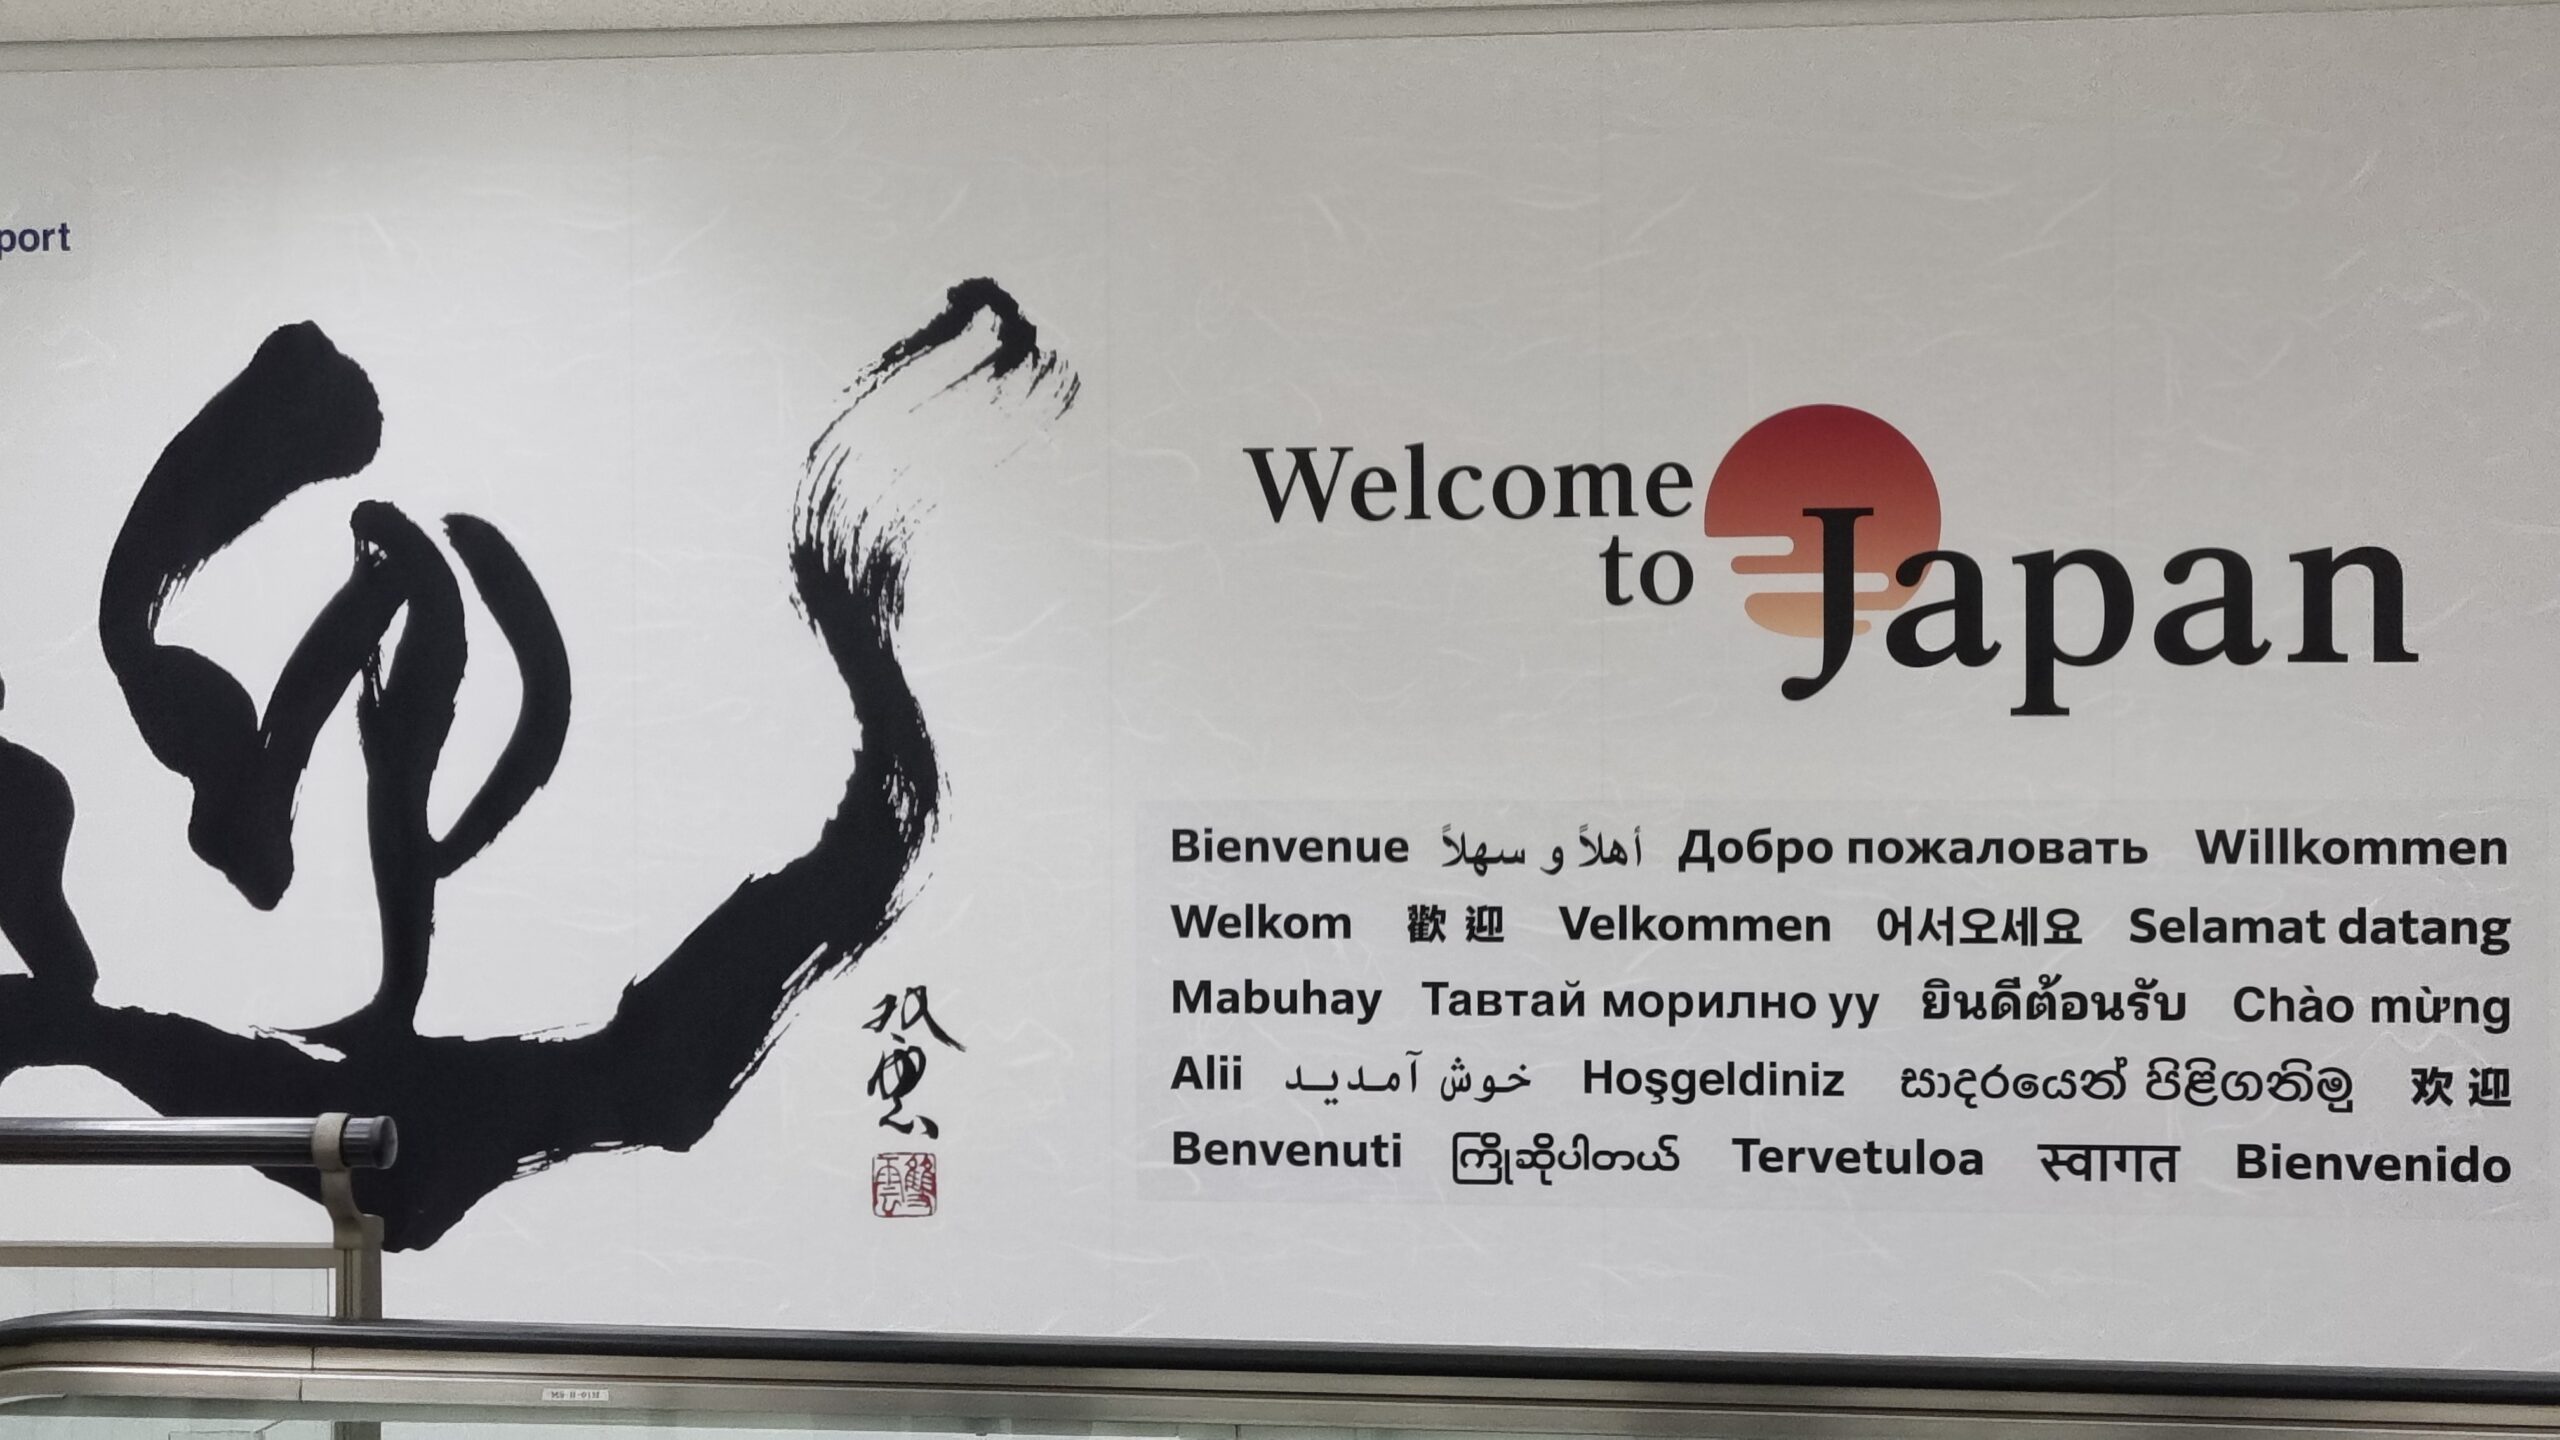 port
迎
Welcome
to
Japan
Bienvenue أهلاً و سهلاً Добро пожаловать Willkommen
Welkom 歡迎 Velkommen 어서오세요 Selamat datang
Mabuhay Тавтай морилно уу ยินดีต้อนรับ Chào mừng
Alii خوش آمدید Hoşgeldiniz සාදරයෙන් පිළිගනිමු 欢迎
Benvenuti ကြိုဆိုပါတယ် Tervetuloa स्वागत Bienvenido